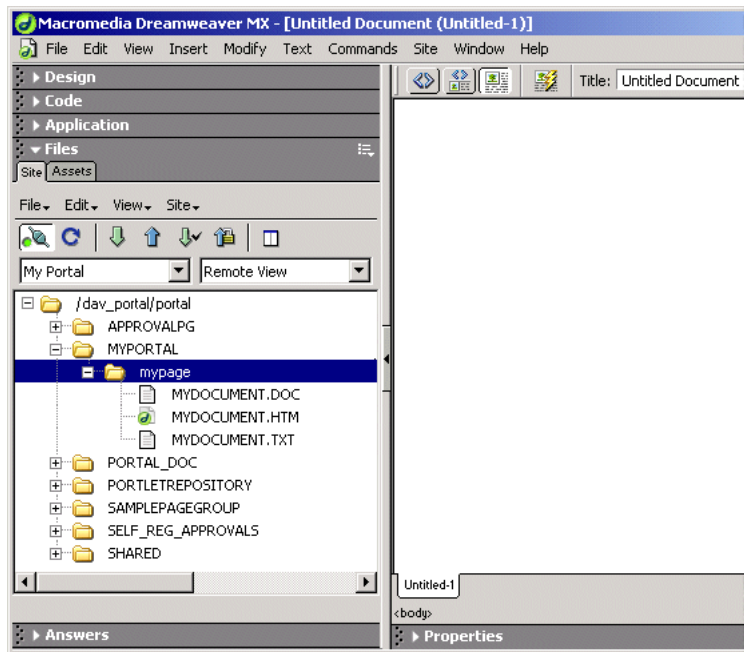 Macromedia Dreamweaver MX - [Untitled Document (Untitled-1)]
File Edit View Insert Modify Text Commands Site Window Help
Design
Code
Application
Files
Title: Untitled Document
Site Assets
File Edit View Site
My Portal Remote View
/dav_portal/portal
APPROVALPG
MYPORTAL
mypage
MYDOCUMENT.DOC
MYDOCUMENT.HTM
MYDOCUMENT.TXT
PORTAL_DOC
PORTLETREPOSITORY
SAMPLEPAGEGROUP
SELF_REG_APPROVALS
SHARED
Untitled-1
<body>
Answers
Properties